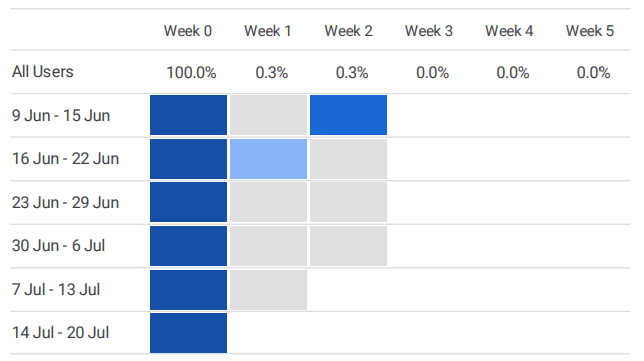 Week 0 Week 1 Week 2 Week 3 Week 4 Week 5
All Users 100.0% 0.3% 0.3% 0.0% 0.0% 0.0%
9 Jun - 15 Jun
16 Jun - 22 Jun
23 Jun - 29 Jun
30 Jun - 6 Jul
7 Jul - 13 Jul
14 Jul - 20 Jul